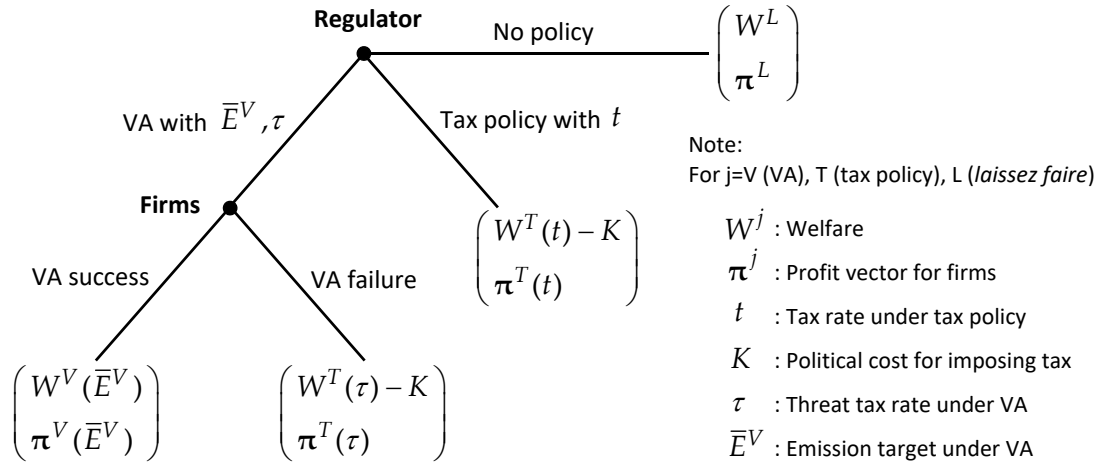 Regulator
No policy
W^L
π^L
VA with E̅^V, τ
Tax policy with t
Note:
For j=V (VA), T (tax policy), L (laissez faire)
Firms
W^T(t) − K
π^T(t)
W^j : Welfare
π^j : Profit vector for firms
VA success
VA failure
t : Tax rate under tax policy
K : Political cost for imposing tax
W^V(E̅^V)
π^V(E̅^V)
W^T(τ) − K
π^T(τ)
τ : Threat tax rate under VA
E̅^V : Emission target under VA